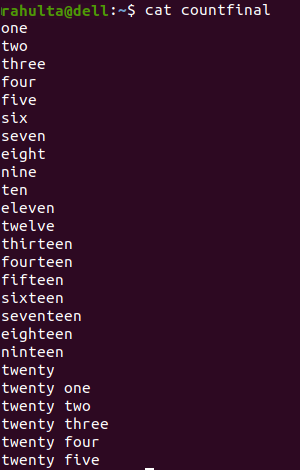 rahulta@dell:~$ cat countfinal
one
two
three
four
five
six
seven
eight
nine
ten
eleven
twelve
thirteen
fourteen
fifteen
sixteen
seventeen
eighteen
ninteen
twenty
twenty one
twenty two
twenty three
twenty four
twenty five